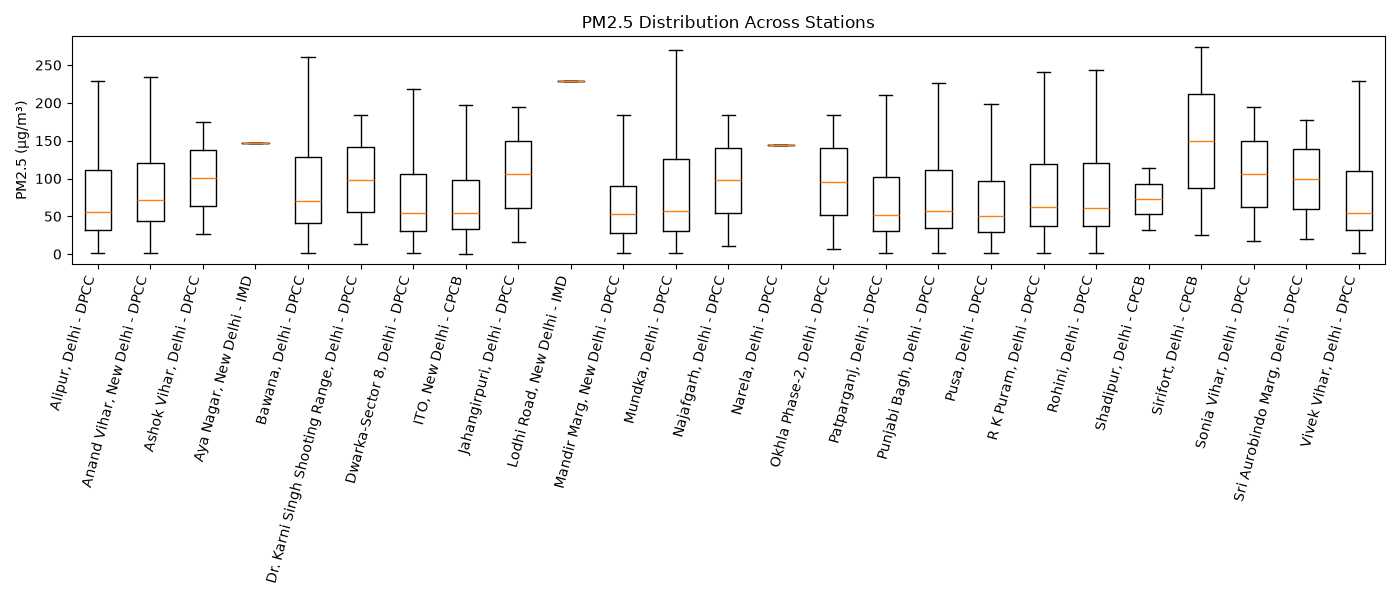 PM2.5 Distribution Across Stations
PM2.5 (µg/m³)
250
200
150
100
50
0
Alipur, Delhi - DPCC
Anand Vihar, New Delhi - DPCC
Ashok Vihar, Delhi - DPCC
Aya Nagar, New Delhi - IMD
Bawana, Delhi - DPCC
Dr. Karni Singh Shooting Range, Delhi - DPCC
Dwarka-Sector 8, Delhi - DPCC
ITO, New Delhi - CPCB
Jahangirpuri, Delhi - DPCC
Lodhi Road, New Delhi - IMD
Mandir Marg, New Delhi - DPCC
Mundka, Delhi - DPCC
Najafgarh, Delhi - DPCC
Narela, Delhi - DPCC
Okhla Phase-2, Delhi - DPCC
Patparganj, Delhi - DPCC
Punjabi Bagh, Delhi - DPCC
Pusa, Delhi - DPCC
R K Puram, Delhi - DPCC
Rohini, Delhi - DPCC
Shadipur, Delhi - CPCB
Sirifort, Delhi - CPCB
Sonia Vihar, Delhi - DPCC
Sri Aurobindo Marg, Delhi - DPCC
Vivek Vihar, Delhi - DPCC